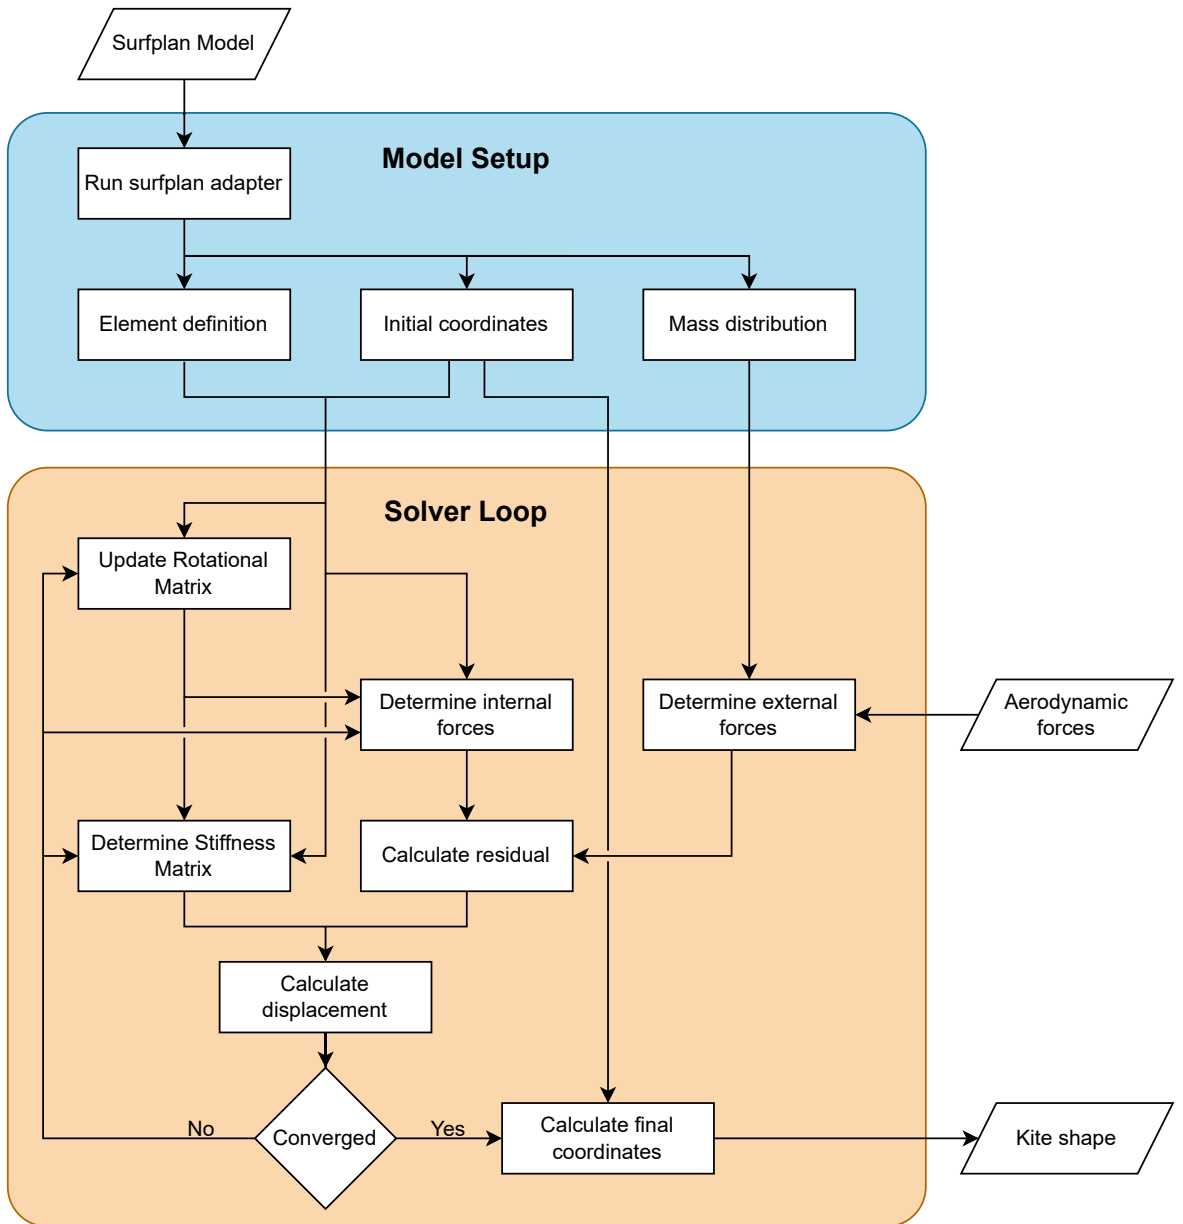 Surfplan Model
Model Setup
Run surfplan adapter
Element definition
Initial coordinates
Mass distribution
Solver Loop
Update Rotational
Matrix
Determine internal
forces
Determine external
forces
Aerodynamic
forces
Determine Stiffness
Matrix
Calculate residual
Calculate
displacement
No
Converged
Yes
Calculate final
coordinates
Kite shape